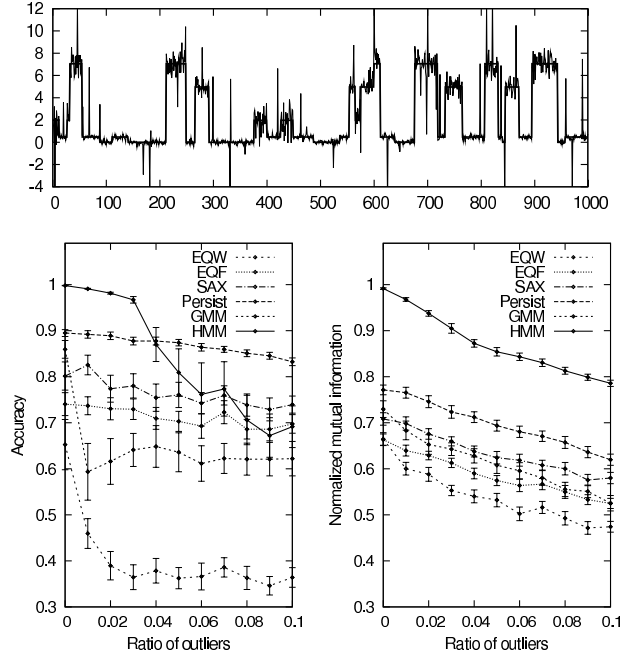 12
10
8
6
4
2
0
-2
-4
0 100 200 300 400 500 600 700 800 900 1000
EQW
EQF
SAX
Persist
GMM
HMM
1
0.9
0.8
0.7
0.6
0.5
0.4
0.3
Accuracy
0 0.02 0.04 0.06 0.08 0.1
Ratio of outliers
EQW
EQF
SAX
Persist
GMM
HMM
1
0.9
0.8
0.7
0.6
0.5
0.4
0.3
Normalized mutual information
0 0.02 0.04 0.06 0.08 0.1
Ratio of outliers